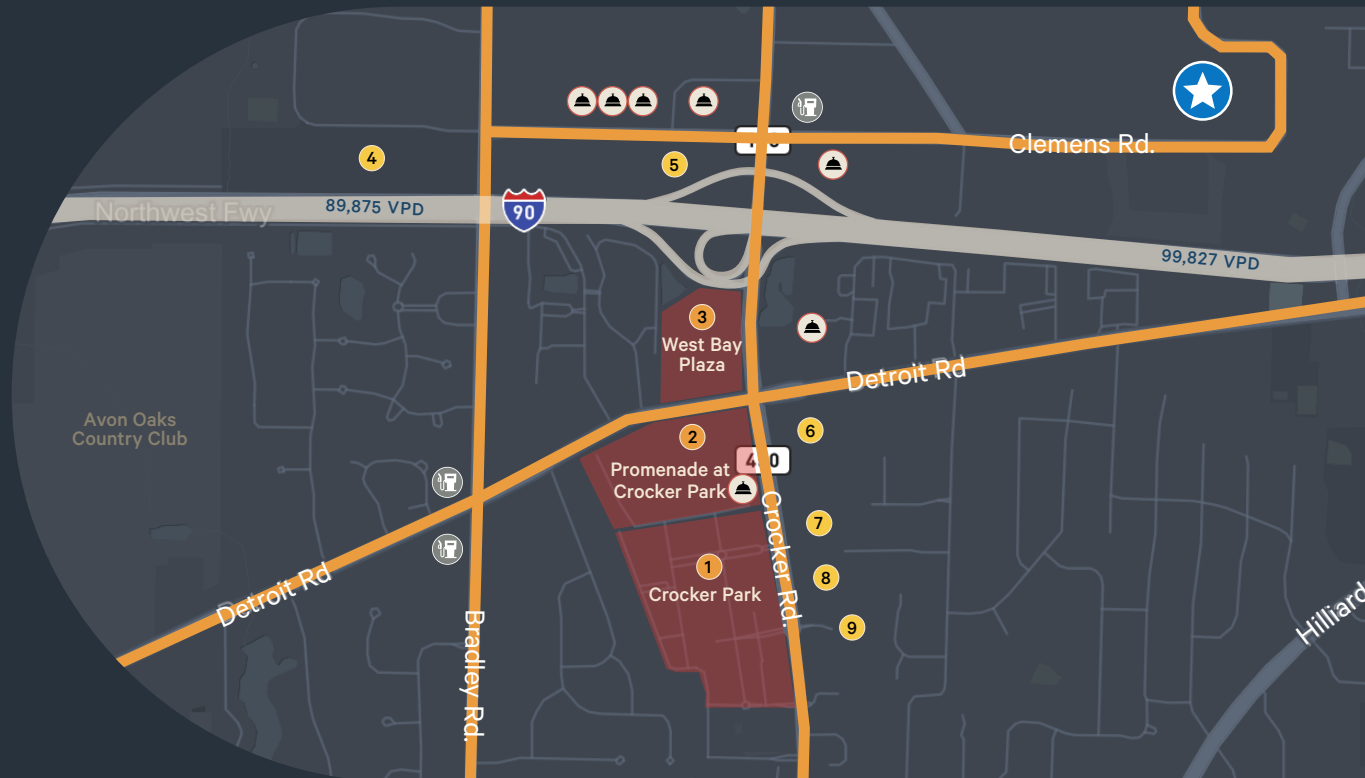 Clemens Rd.
4
5
Northwest Fwy
89,875 VPD
90
99,827 VPD
3
West Bay
Plaza
Detroit Rd
Avon Oaks
Country Club
2
6
Promenade at
Crocker Park
Crocker Rd.
7
1
8
Crocker Park
Detroit Rd
9
Bradley Rd.
Hilliard